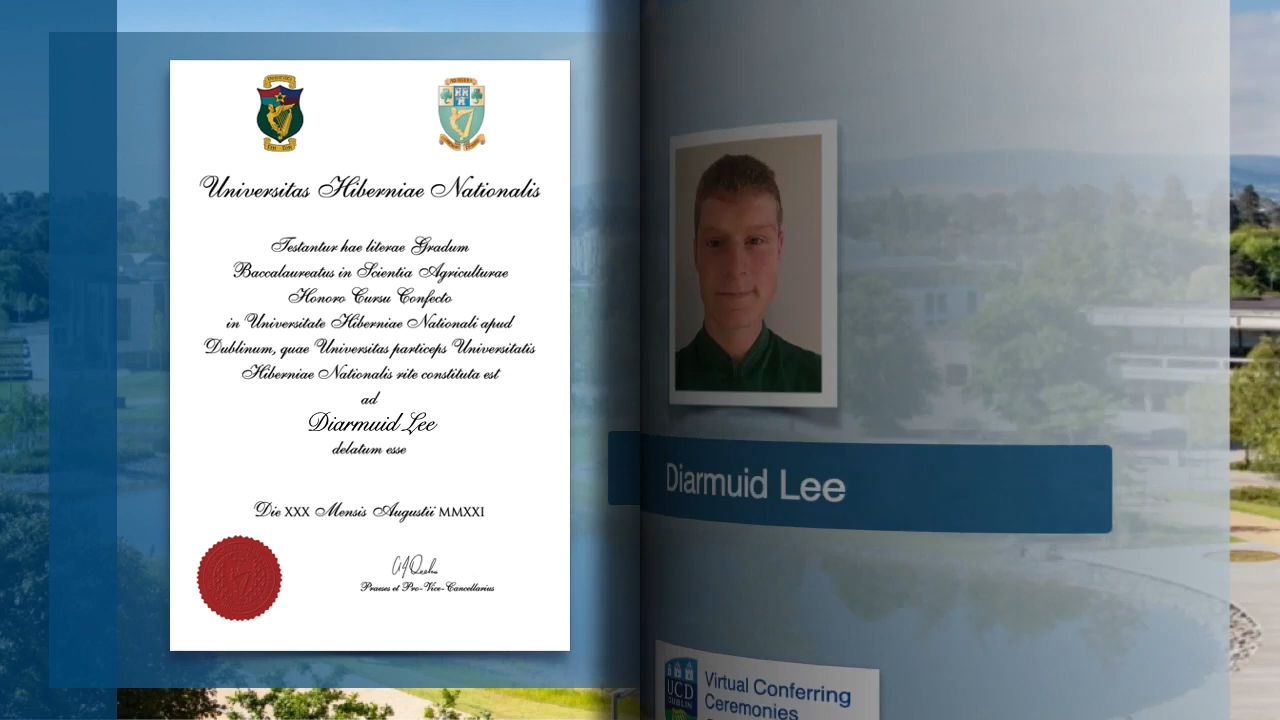 Universitas Hiberniae Nationalis
Testantur hae literae Gradum
Baccalaureatus in Scientia Agriculturae
Honoro Cursu Confecto
in Universitate Hiberniae Nationali apud
Dublinum, quae Universitas particeps Universitatis
Hiberniae Nationalis rite constituta est
ad
Diarmuid Lee
delatum esse
Die XXX Mensis Augustii MMXXI
Praeses et Pro-Vice-Cancellarius
Diarmuid Lee
UCD
DUBLIN
Virtual Conferring
Ceremonies